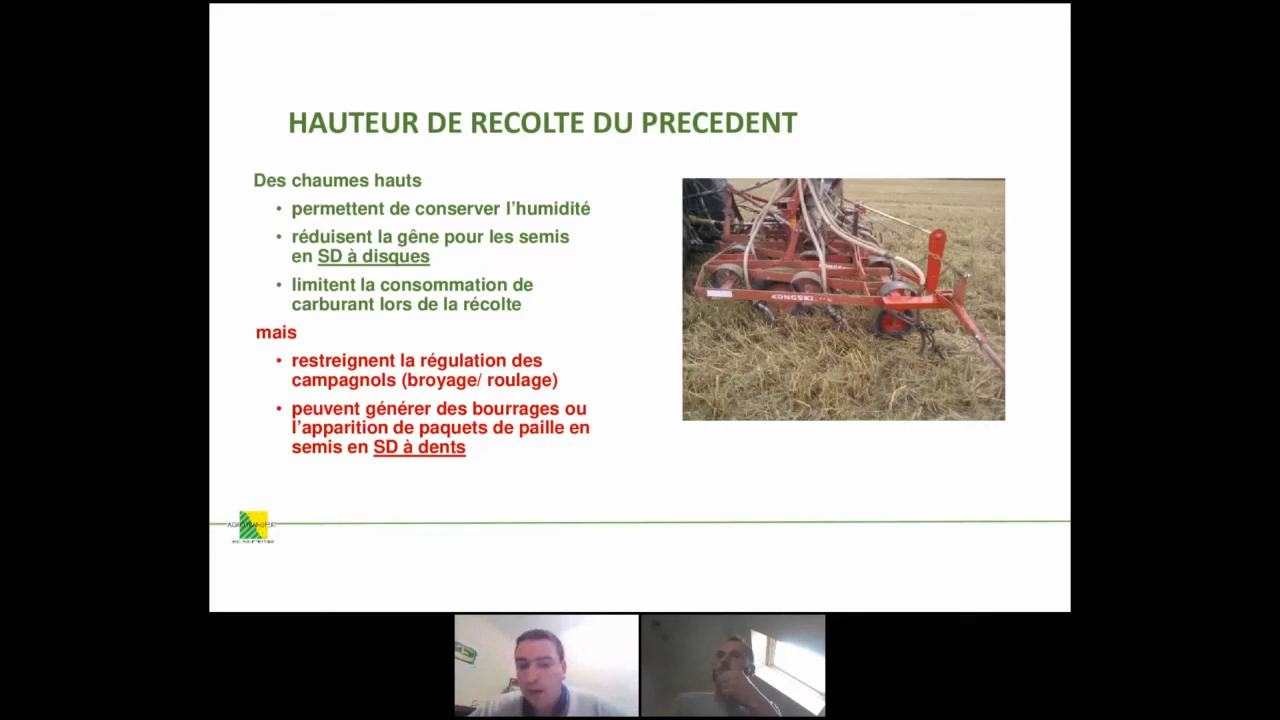 HAUTEUR DE RECOLTE DU PRECEDENT
Des chaumes hauts
• permettent de conserver l’humidité
• réduisent la gêne pour les semis
en SD à disques
• limitent la consommation de
carburant lors de la récolte
mais
• restreignent la régulation des
campagnols (broyage/ roulage)
• peuvent générer des bourrages ou
l’apparition de paquets de paille en
semis en SD à dents
KONGSKILDE